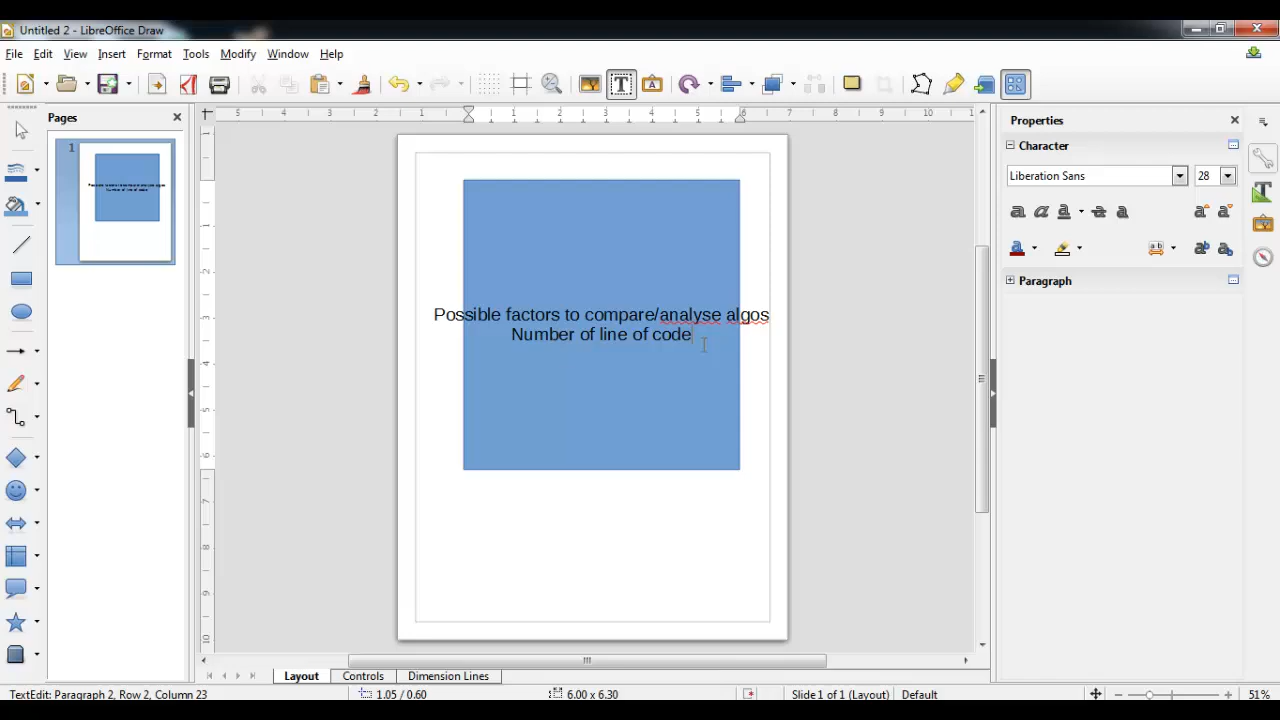 Untitled 2 - LibreOffice Draw
File Edit View Insert Format Tools Modify Window Help
Pages
1
Possible factors to compare/analyse algos
Number of line of code
Properties
Character
Liberation Sans 28
Paragraph
Layout Controls Dimension Lines
TextEdit: Paragraph 2, Row 2, Column 23 1.05 / 0.60 6.00 x 6.30 Slide 1 of 1 (Layout) Default 51%